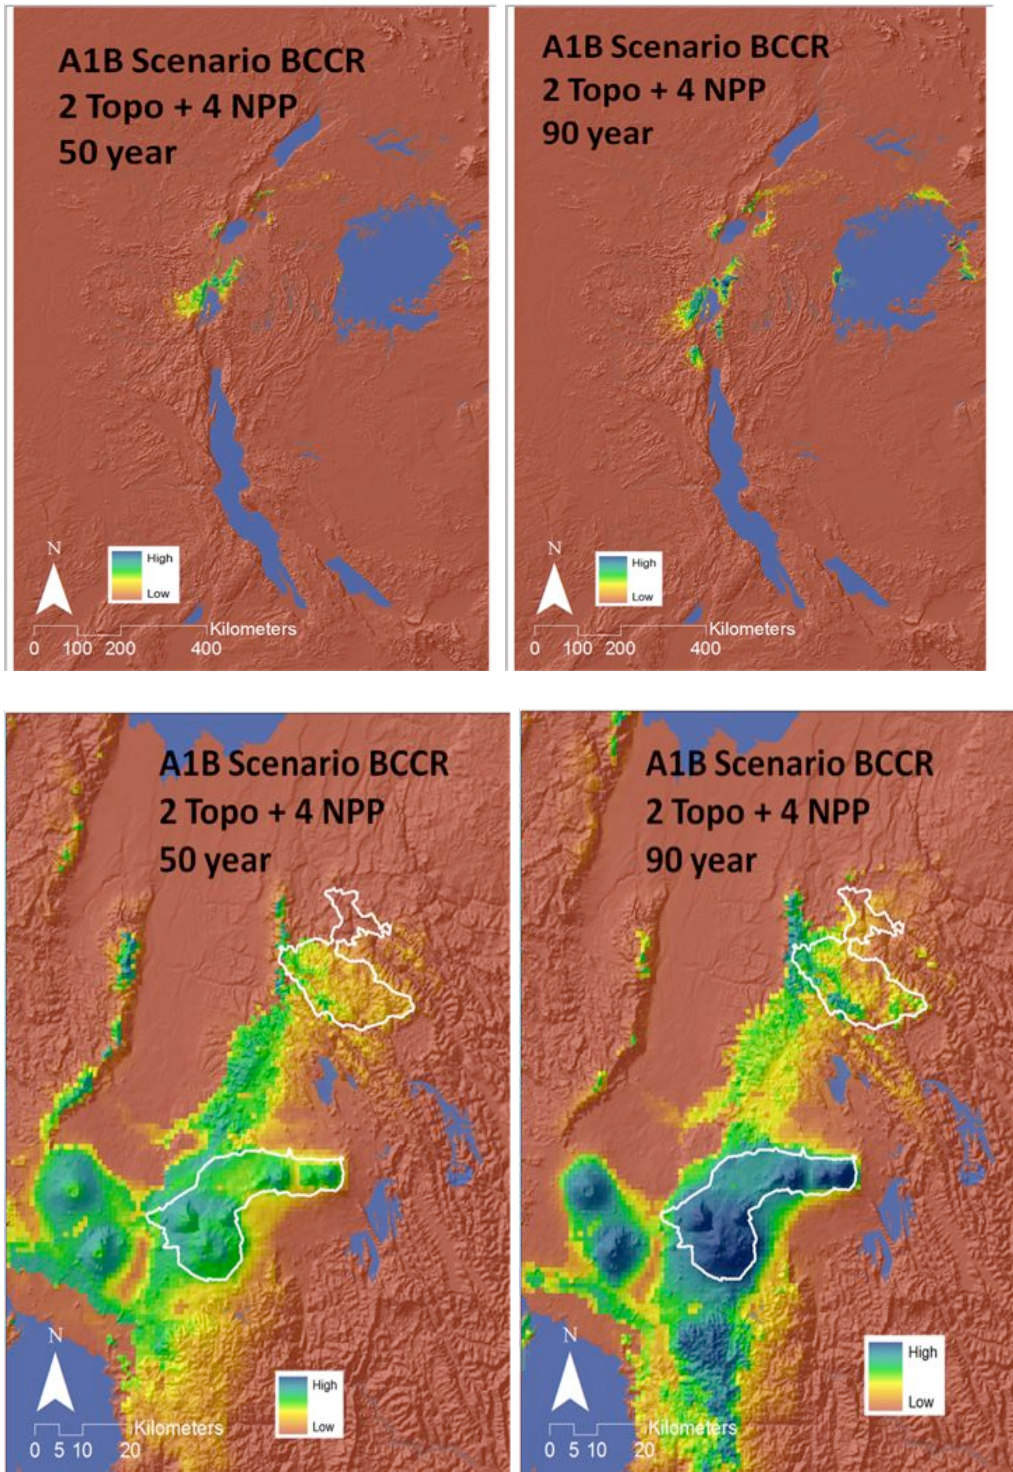 A1B Scenario BCCR
2 Topo + 4 NPP
50 year
N
High
Low
Kilometers
0 100 200 400
A1B Scenario BCCR
2 Topo + 4 NPP
90 year
N
High
Low
Kilometers
0 100 200 400
A1B Scenario BCCR
2 Topo + 4 NPP
50 year
N
High
Low
Kilometers
0 5 10 20
A1B Scenario BCCR
2 Topo + 4 NPP
90 year
N
High
Low
Kilometers
0 5 10 20